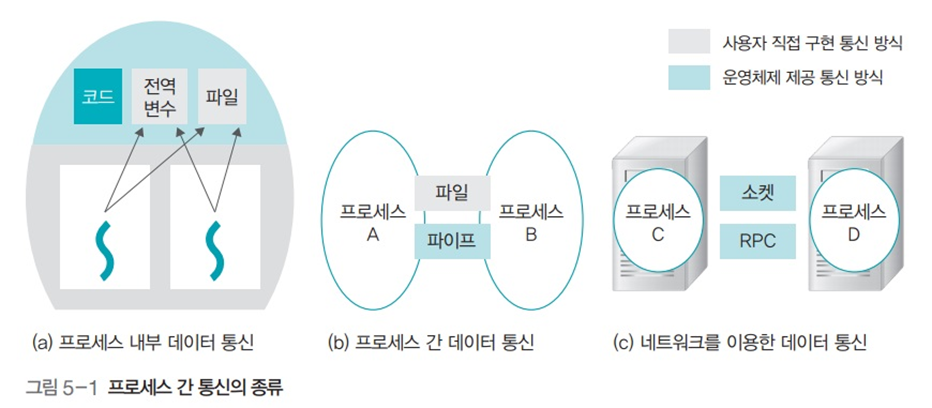 사용자 직접 구현 통신 방식
운영체제 제공 통신 방식
코드
전역
변수
파일
프로세스
A
파일
파이프
프로세스
B
프로세스
C
소켓
RPC
프로세스
D
(a) 프로세스 내부 데이터 통신
(b) 프로세스 간 데이터 통신
(c) 네트워크를 이용한 데이터 통신
그림 5-1 프로세스 간 통신의 종류